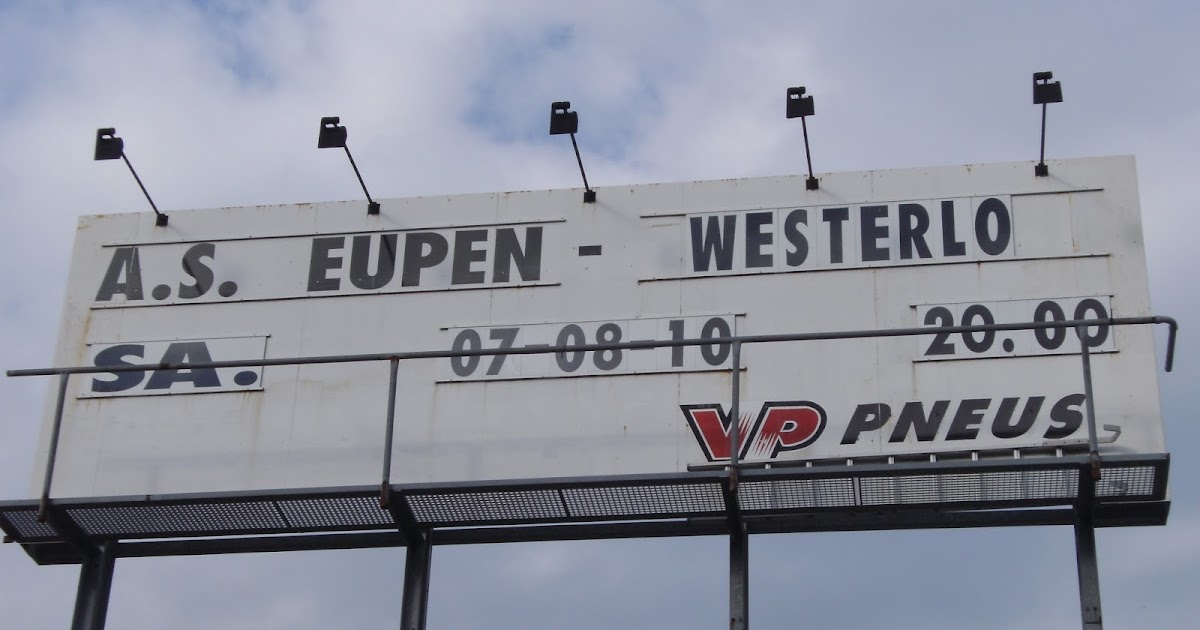 A.S. EUPEN - WESTERLO
SA. 07-08-10 20.00
VP PNEUS